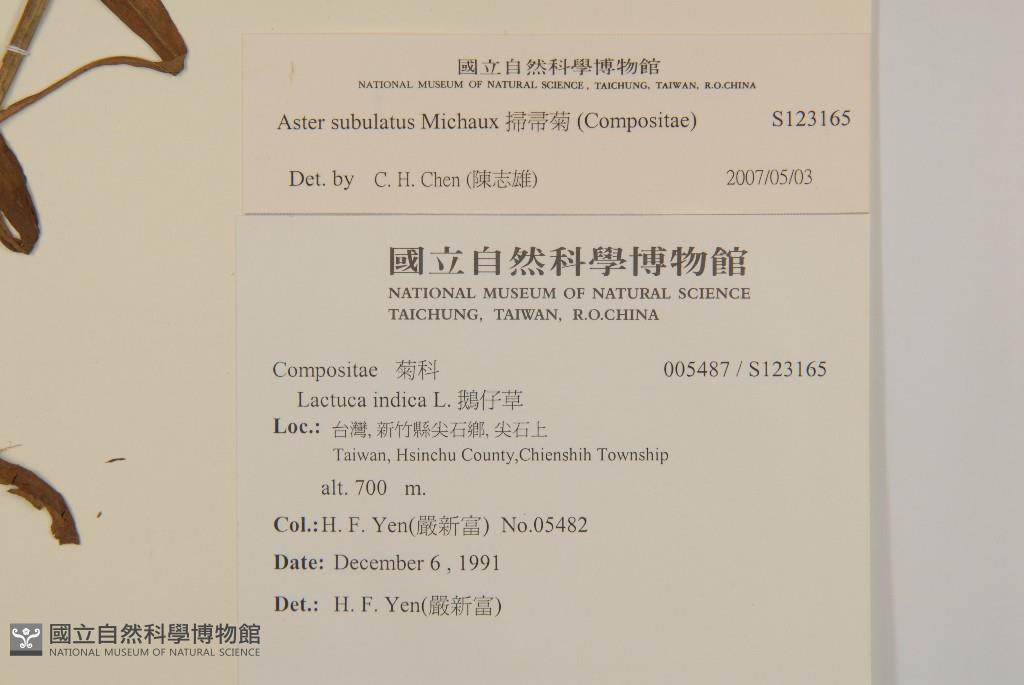 國立自然科學博物館
NATIONAL MUSEUM OF NATURAL SCIENCE, TAICHUNG, TAIWAN, R.O.CHINA
Aster subulatus Michaux 掃帚菊 (Compositae) S123165
Det. by C. H. Chen (陳志雄) 2007/05/03
國立自然科學博物館
NATIONAL MUSEUM OF NATURAL SCIENCE
TAICHUNG, TAIWAN, R.O.CHINA
Compositae 菊科 005487 / S123165
Lactuca indica L. 鵝仔草
Loc.: 台灣, 新竹縣尖石鄉, 尖石上
Taiwan, Hsinchu County,Chienshih Township
alt. 700 m.
Col.:H. F. Yen(嚴新富) No.05482
Date: December 6 , 1991
Det.: H. F. Yen(嚴新富)
國立自然科學博物館
NATIONAL MUSEUM OF NATURAL SCIENCE